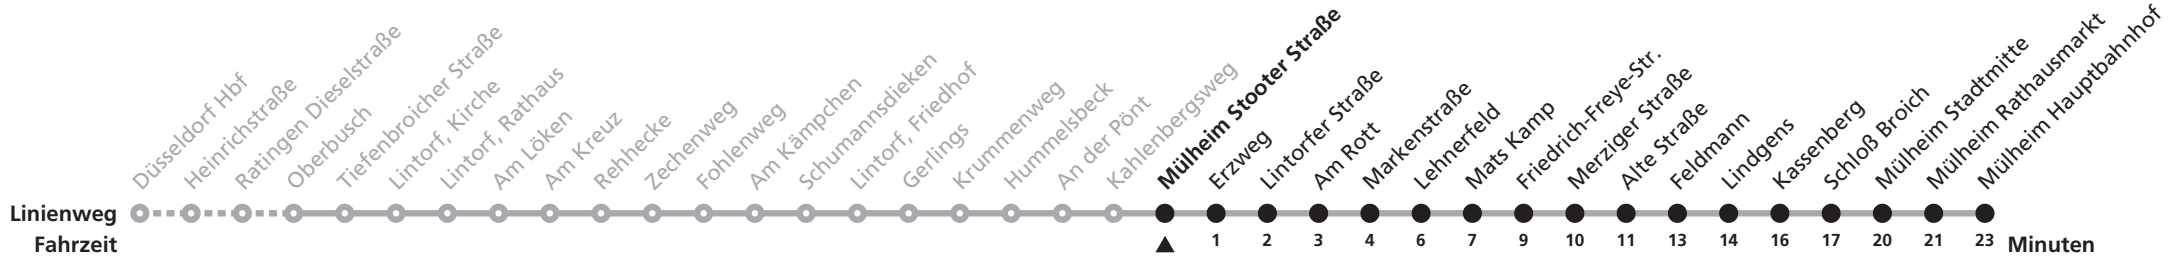 Düsseldorf Hbf
Heinrichstraße
Ratingen Dieselstraße
Oberbusch
Tiefenbroicher Straße
Lintorf, Kirche
Lintorf, Rathaus
Am Löken
Am Kreuz
Rehhecke
Zechenweg
Fohlenweg
Am Kämpchen
Schumannsdieken
Lintorf, Friedhof
Gerlings
Krummenweg
Hummelsbeck
An der Pönt
Kahlenbergsweg
Mülheim Stooter Straße
Erzweg
Lintorfer Straße
Am Rott
Markenstraße
Lehnerfeld
Mats Kamp
Friedrich-Freye-Str.
Merziger Straße
Alte Straße
Feldmann
Lindgens
Kassenberg
Schloß Broich
Mülheim Stadtmitte
Mülheim Rathausmarkt
Mülheim Hauptbahnhof
Linienweg
Fahrzeit 1 2 3 4 6 7 9 10 11 13 14 16 17 20 21 23 Minuten